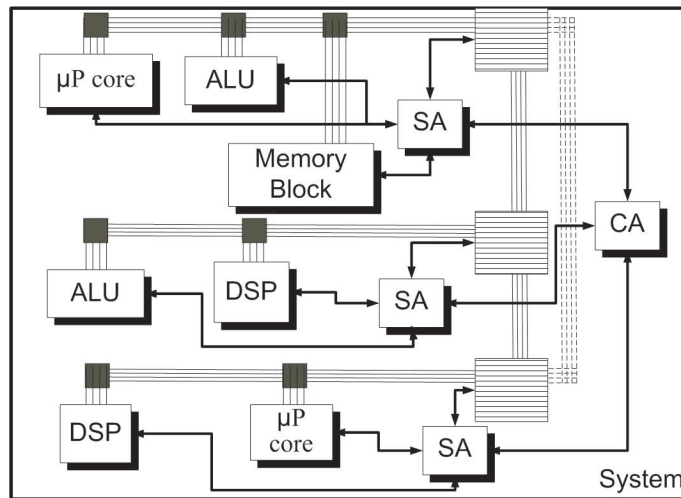 µP core
ALU
SA
Memory
Block
CA
ALU
DSP
SA
DSP
µP
core
SA
System